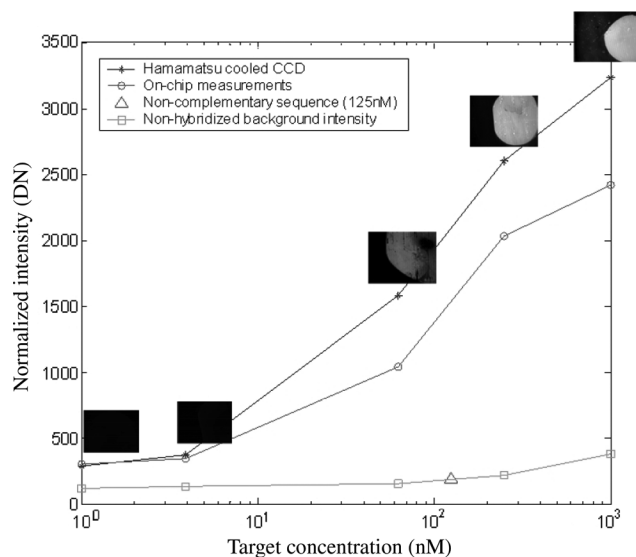 3500
3000
2500
2000
1500
1000
500
0
Normalized intensity (DN)
Hamamatsu cooled CCD
On-chip measurements
Non-complementary sequence (125nM)
Non-hybridized background intensity
10^0
10^1
10^2
10^3
Target concentration (nM)